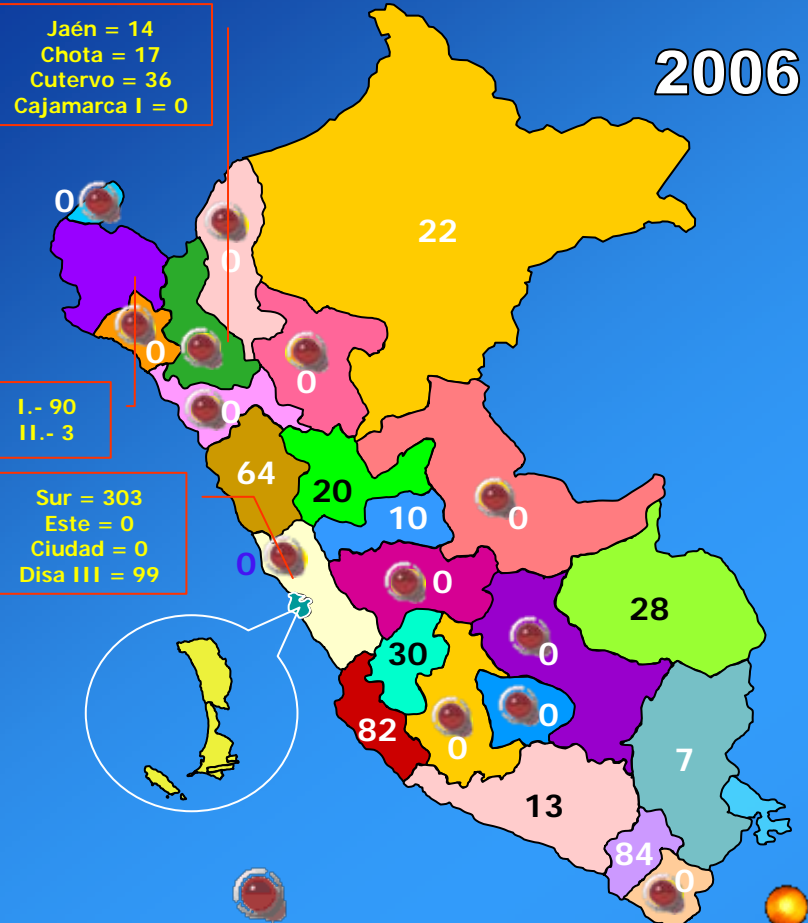 Jaén = 14
Chota = 17
Cutervo = 36
Cajamarca I = 0
2006
0
22
0
0
0
I.- 90
II.- 3
0
64
20
10
0
Sur = 303
Este = 0
Ciudad = 0
Disa III = 99
0
0
28
30
0
82
0
0
7
13
84
0